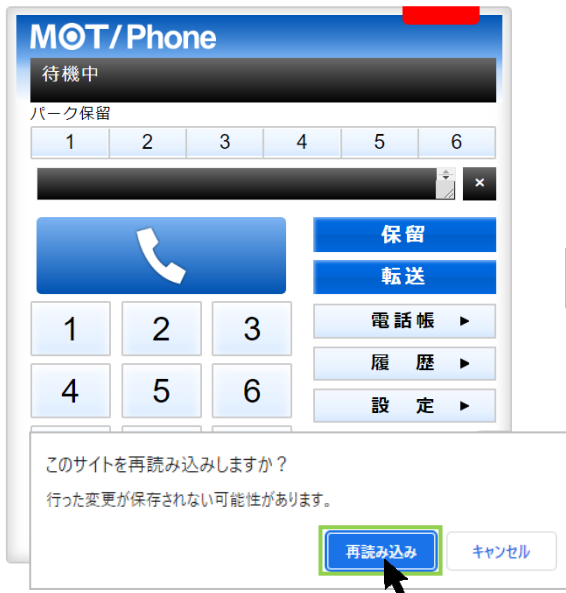 MOT/Phone
待機中
パーク保留
1 2 3 4 5 6
×
保留
転送
1 2 3
電話帳 ▶
履 歴 ▶
4 5 6
設 定 ▶
このサイトを再読み込みしますか？
行った変更が保存されない可能性があります。
再読み込み キャンセル